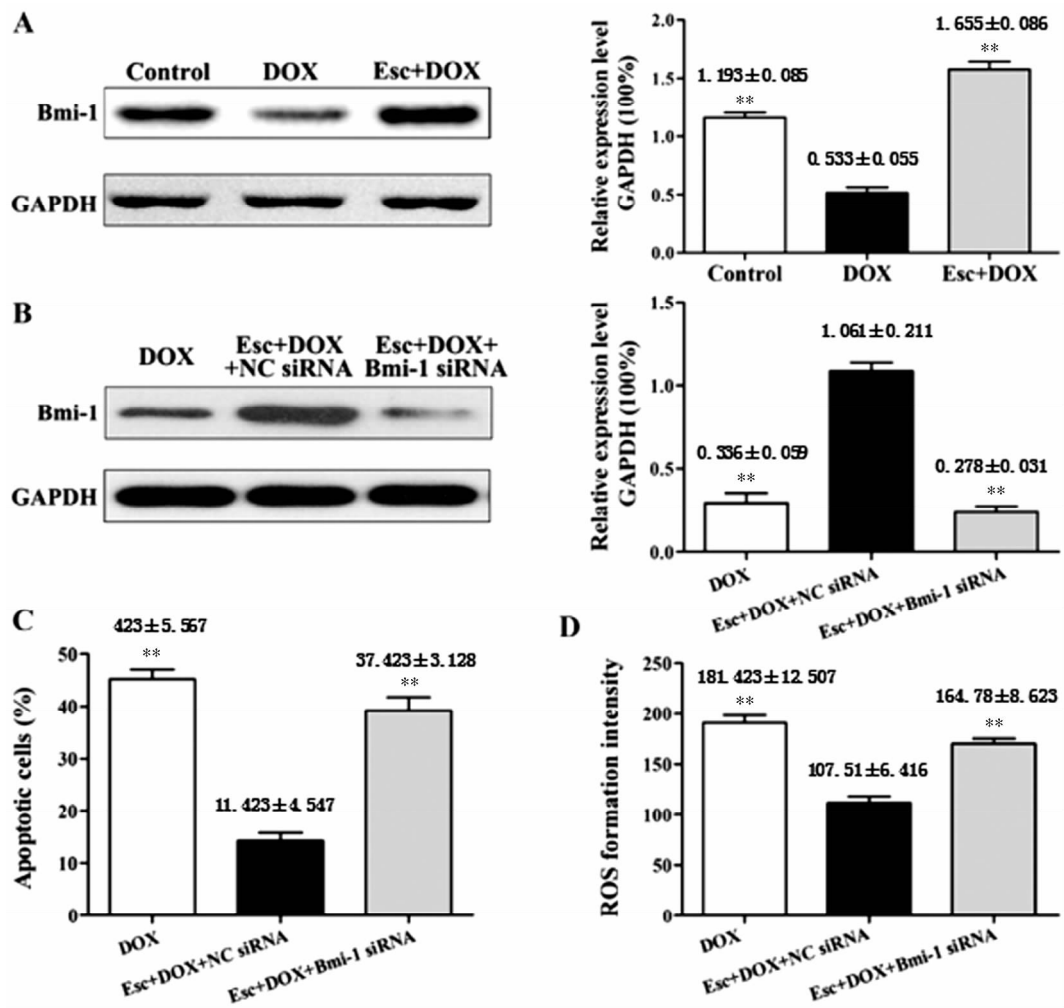 A
Control DOX Esc+DOX
Bmi-1
GAPDH
Relative expression level
GAPDH (100%)
2.0
1.5
1.0
0.5
0.0
1.193±0.085
**
0.533±0.055
1.655±0.086
**
Control DOX Esc+DOX
B
DOX Esc+DOX Esc+DOX+
+NC siRNA Bmi-1 siRNA
Bmi-1
GAPDH
Relative expression level
GAPDH (100%)
1.5
1.0
0.5
0.0
0.336±0.059
**
1.061±0.211
0.278±0.031
**
DOX
Esc+DOX+NC siRNA
Esc+DOX+Bmi-1 siRNA
C
Apoptotic cells (%)
50
40
30
20
10
0
423±5.567
**
11.423±4.547
37.423±3.128
**
DOX
Esc+DOX+NC siRNA
Esc+DOX+Bmi-1 siRNA
D
ROS formation intensity
250
200
150
100
50
0
181.423±12.507
**
107.51±6.416
164.78±8.623
**
DOX
Esc+DOX+NC siRNA
Esc+DOX+Bmi-1 siRNA